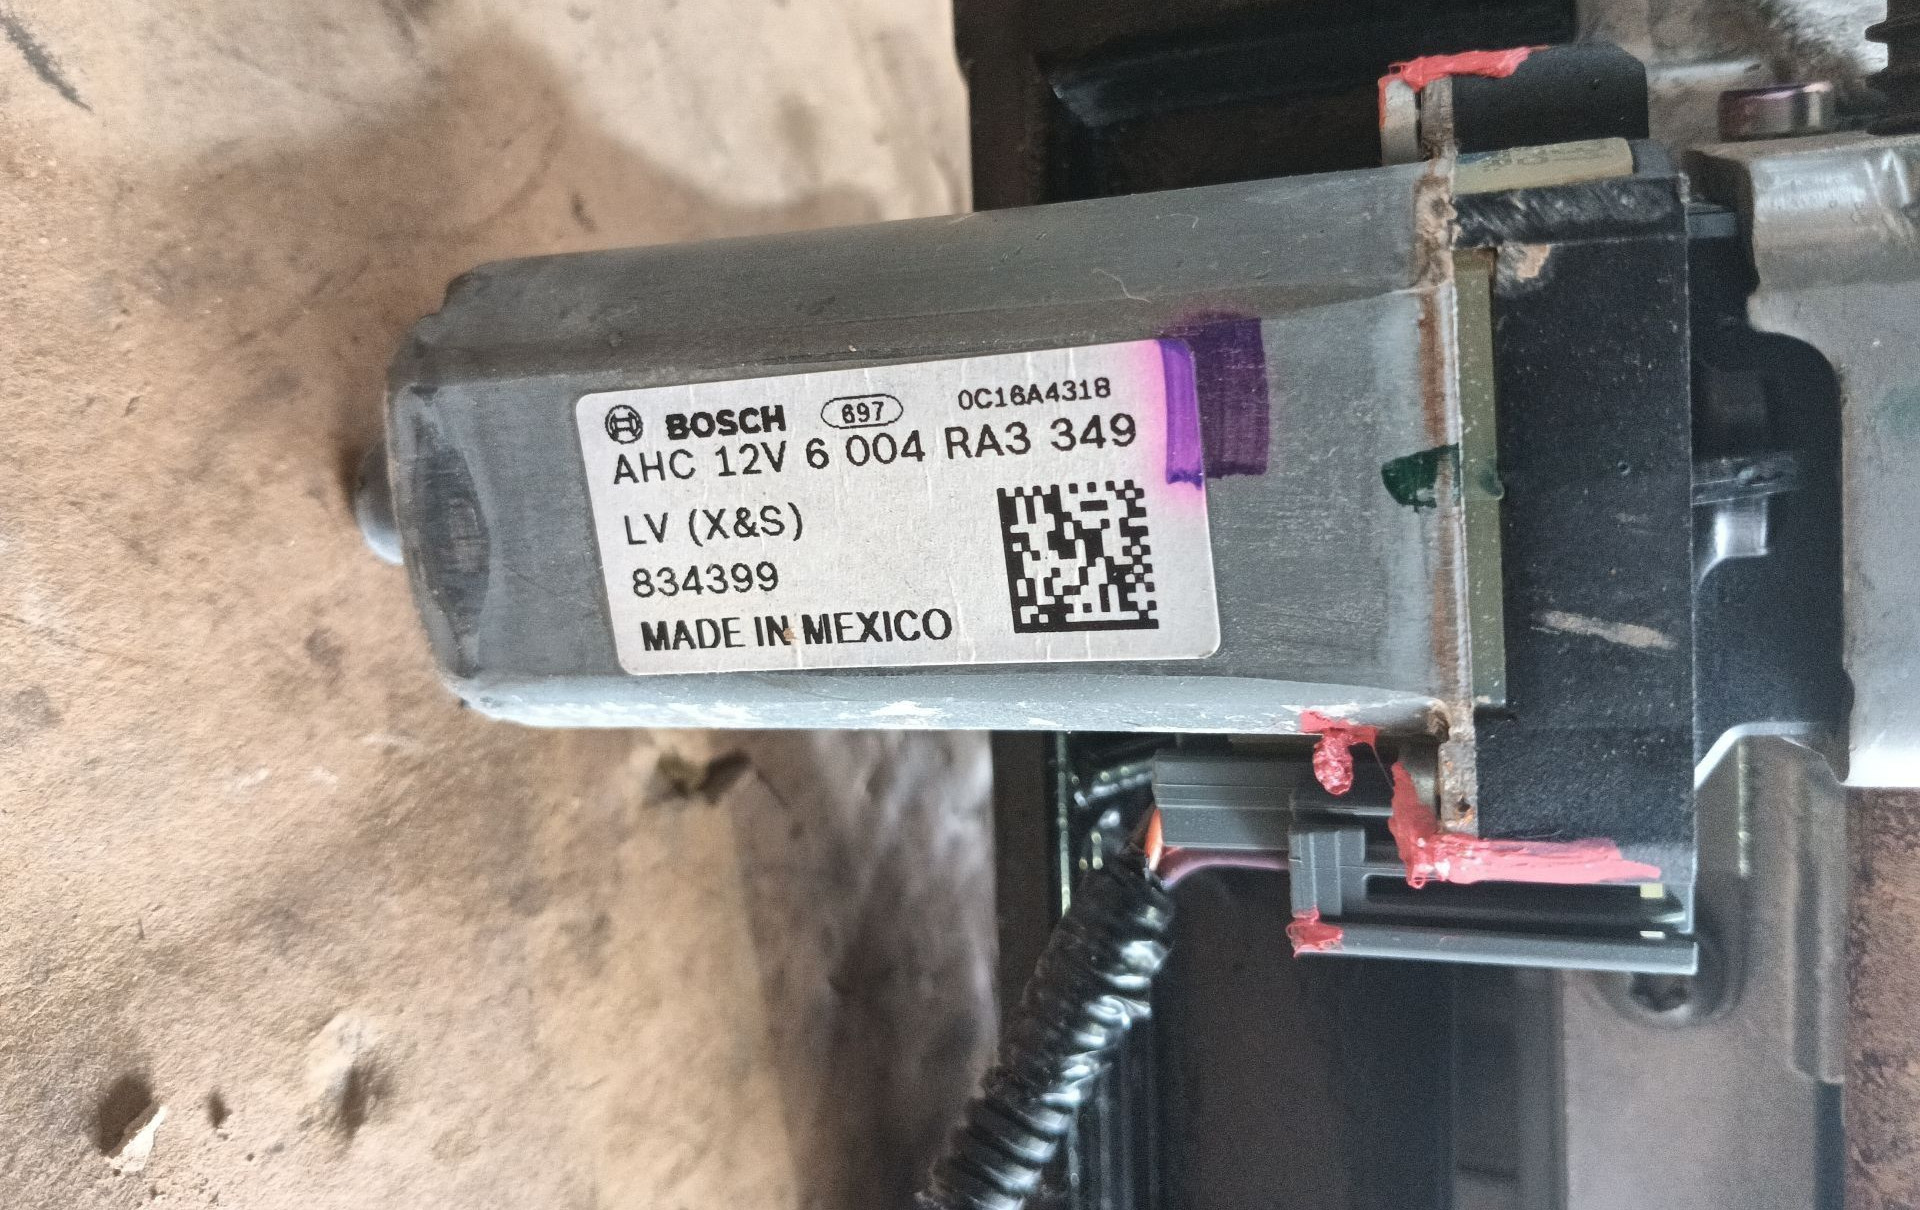 BOSCH 697 0C16A4318
AHC 12V 6 004 RA3 349
LV (X&S)
834399
MADE IN MEXICO